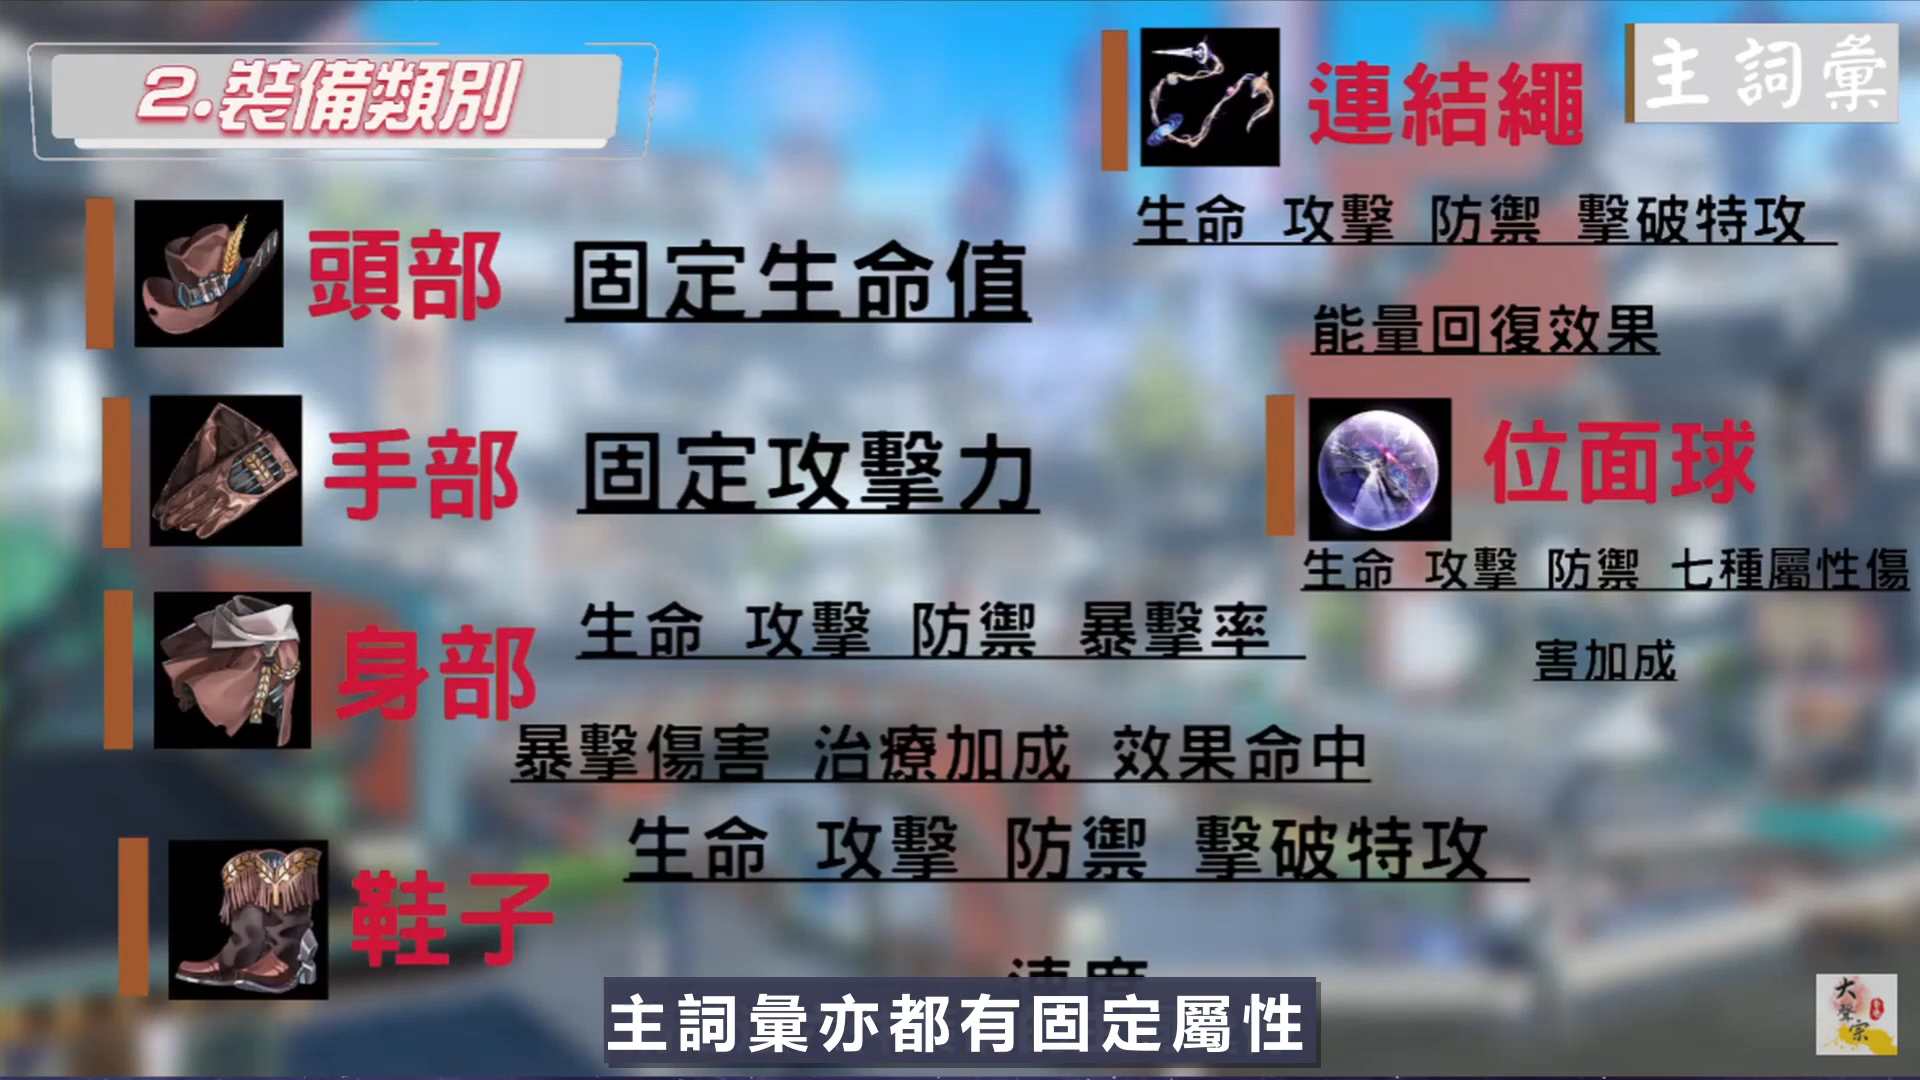 2.裝備類別
頭部
固定生命值
手部
固定攻擊力
身部
生命 攻擊 防禦 暴擊率
暴擊傷害 治療加成 效果命中
鞋子
生命 攻擊 防禦 擊破特攻
速度
主詞彙
連結繩
生命 攻擊 防禦 擊破特攻
能量回復效果
位面球
生命 攻擊 防禦 七種屬性傷
害加成
主詞彙亦都有固定屬性
大聲宗